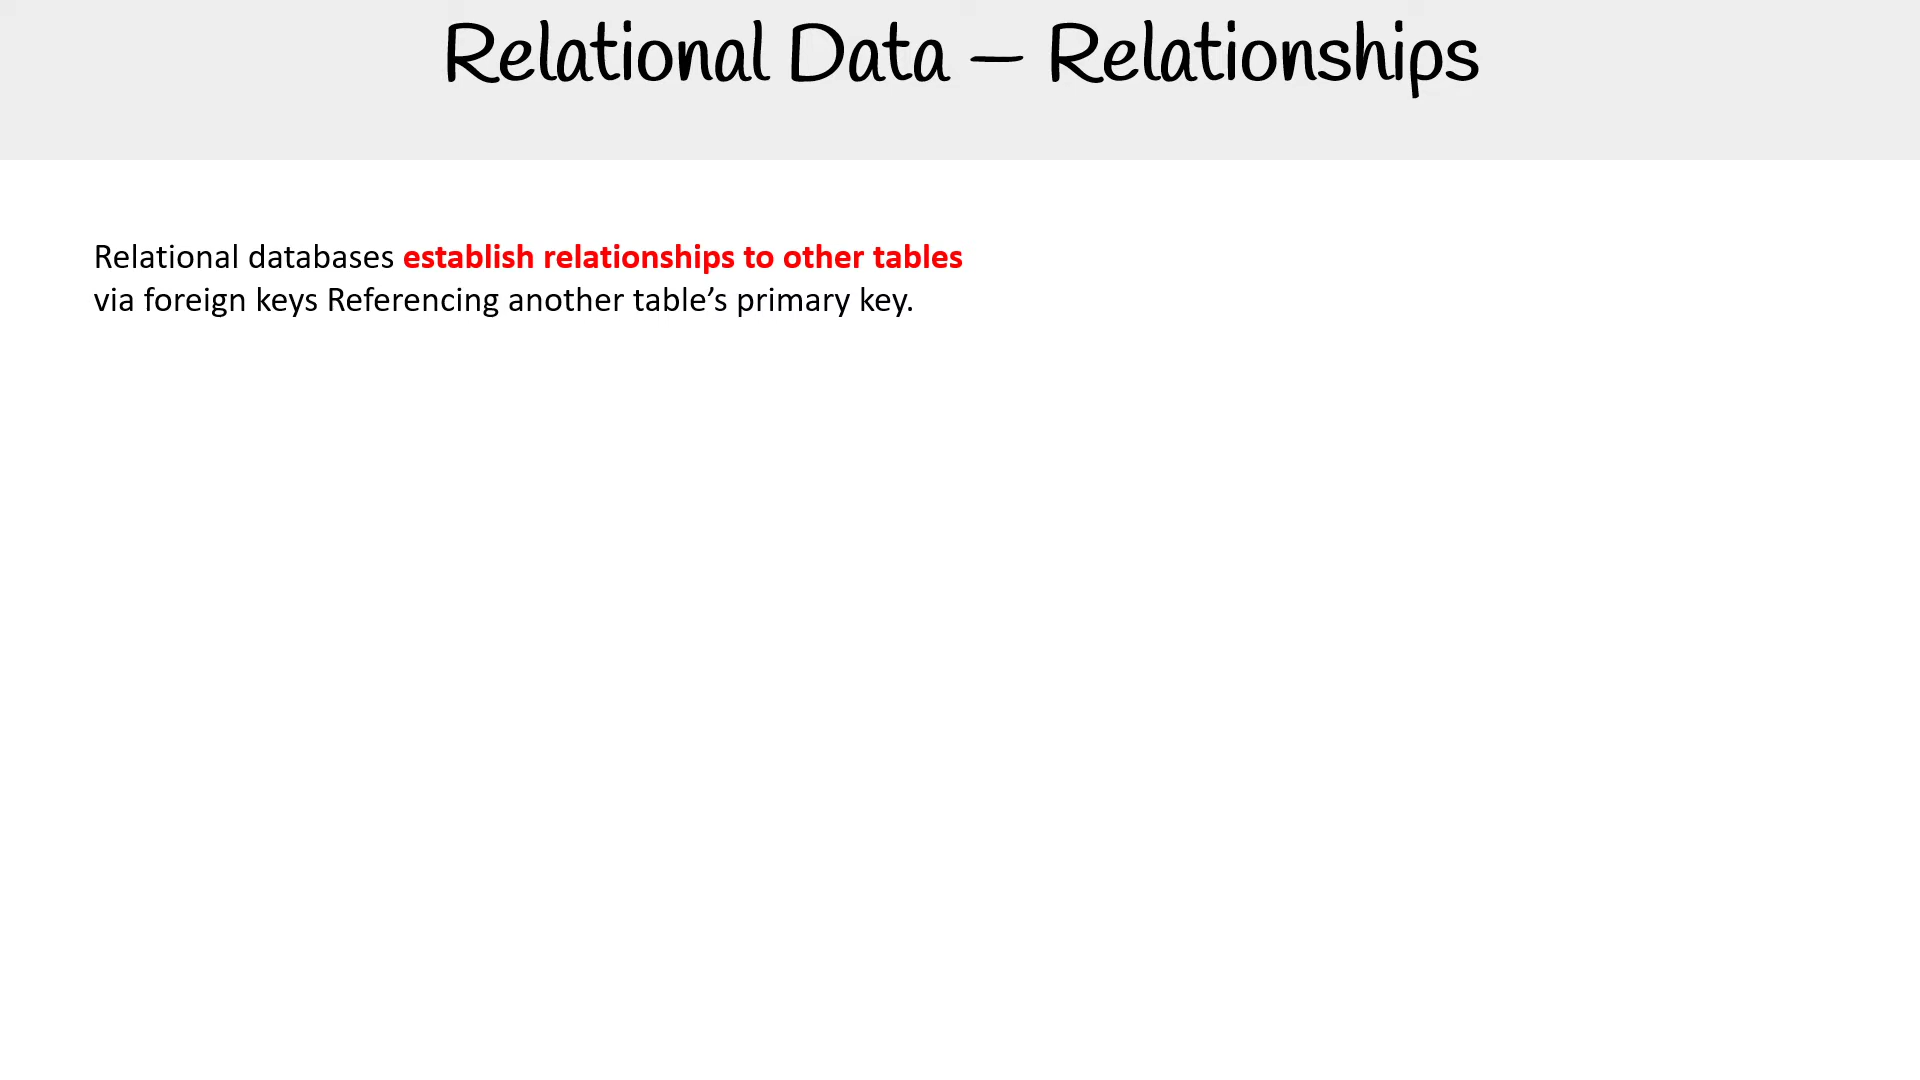 Relational Data – Relationships
Relational databases establish relationships to other tables
via foreign keys Referencing another table’s primary key.